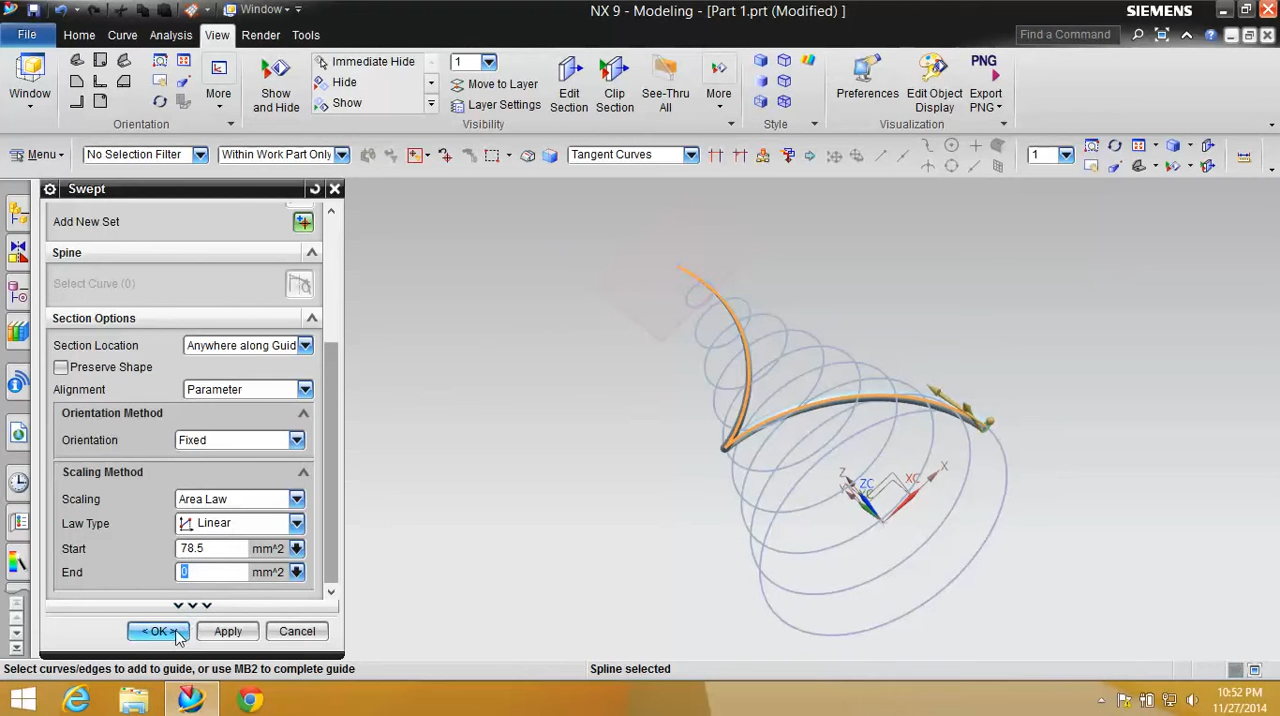 Window
NX 9 - Modeling - [Part 1.prt (Modified) ]
SIEMENS
File
Home
Curve
Analysis
View
Render
Tools
Find a Command
Window
More
Orientation
Show and Hide
Immediate Hide
Hide
Show
1
Move to Layer
Layer Settings
Edit Section
Clip Section
See-Thru All
More
Visibility
Style
Preferences
Edit Object Display
PNG
Export PNG
Visualization
Menu
No Selection Filter
Within Work Part Only
Tangent Curves
1
Swept
Add New Set
Spine
Select Curve (0)
Section Options
Section Location
Anywhere along Guid
Preserve Shape
Alignment
Parameter
Orientation Method
Orientation
Fixed
Scaling Method
Scaling
Area Law
Law Type
Linear
Start
78.5
mm^2
End
0
mm^2
< OK >
Apply
Cancel
Z
ZC
XC
X
Select curves/edges to add to guide, or use MB2 to complete guide
Spline selected
10:52 PM
11/27/2014